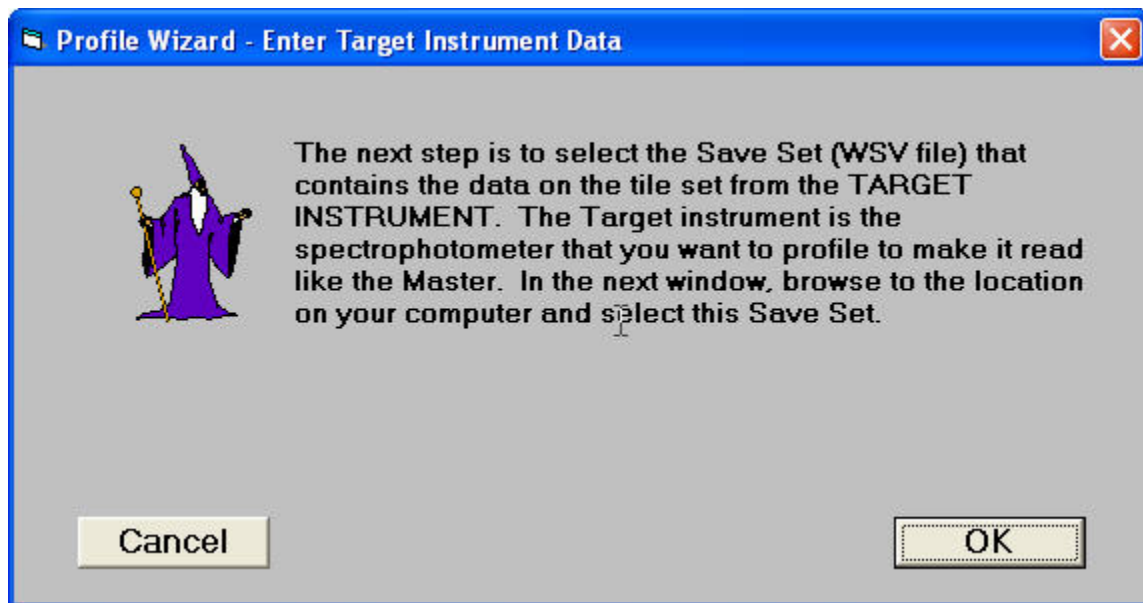 Profile Wizard - Enter Target Instrument Data
The next step is to select the Save Set (WSV file) that
contains the data on the tile set from the TARGET
INSTRUMENT. The Target instrument is the
spectrophotometer that you want to profile to make it read
like the Master. In the next window, browse to the location
on your computer and select this Save Set.
Cancel
OK